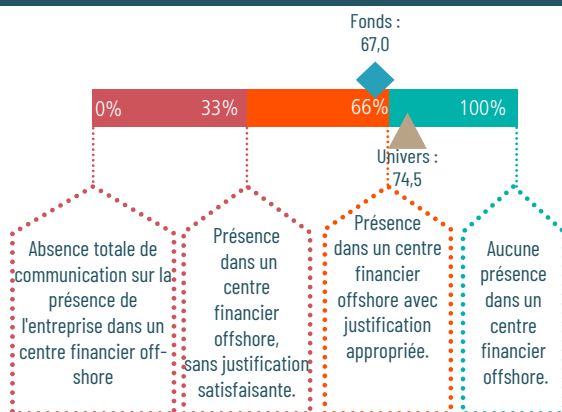 Fonds :
67,0
0%
33%
66%
100%
Univers :
74,5
Absence totale de
communication sur la
présence de
l'entreprise dans un
centre financier off-
shore
Présence
dans un
centre
financier
offshore,
sans justification
satisfaisante.
Présence
dans un centre
financier
offshore avec
justification
appropriée.
Aucune
présence
dans un
centre
financier
offshore.